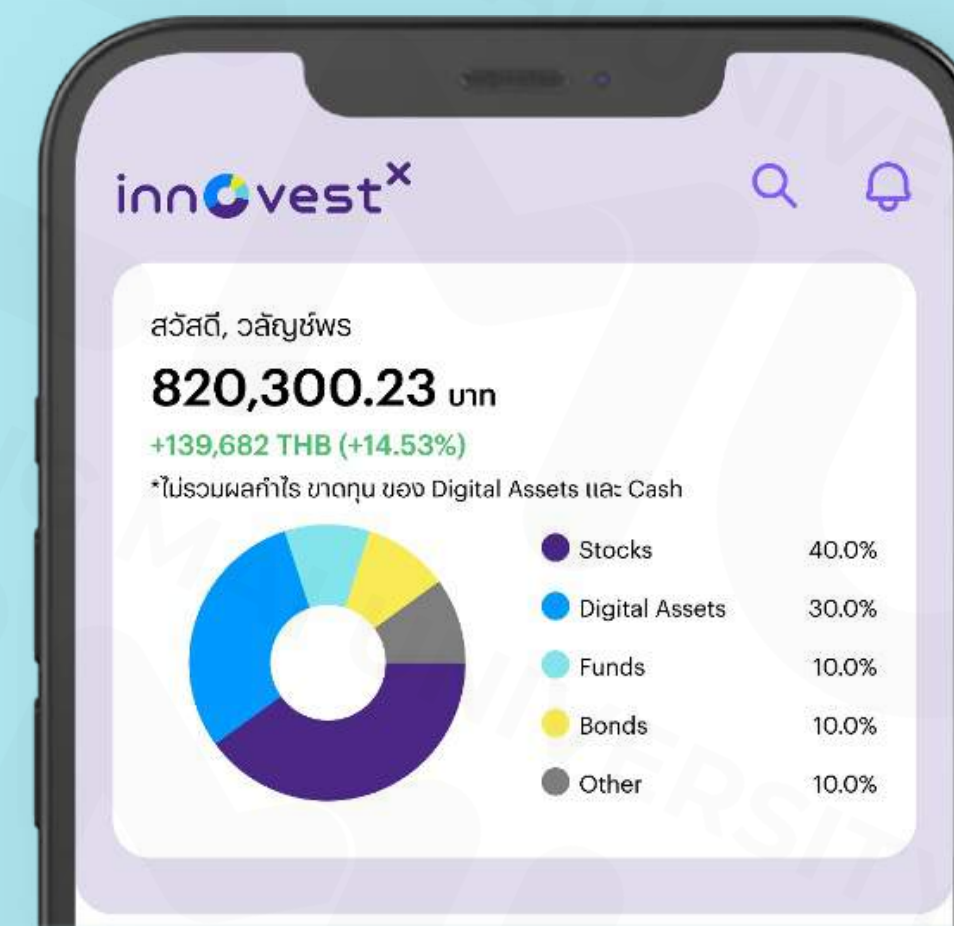 innovestx
สวัสดี, วลัญช์พร
820,300.23 บาท
+139,682 THB (+14.53%)
*ไม่รวมผลกำไร ขาดทุน ของ Digital Assets และ Cash
Stocks 40.0%
Digital Assets 30.0%
Funds 10.0%
Bonds 10.0%
Other 10.0%